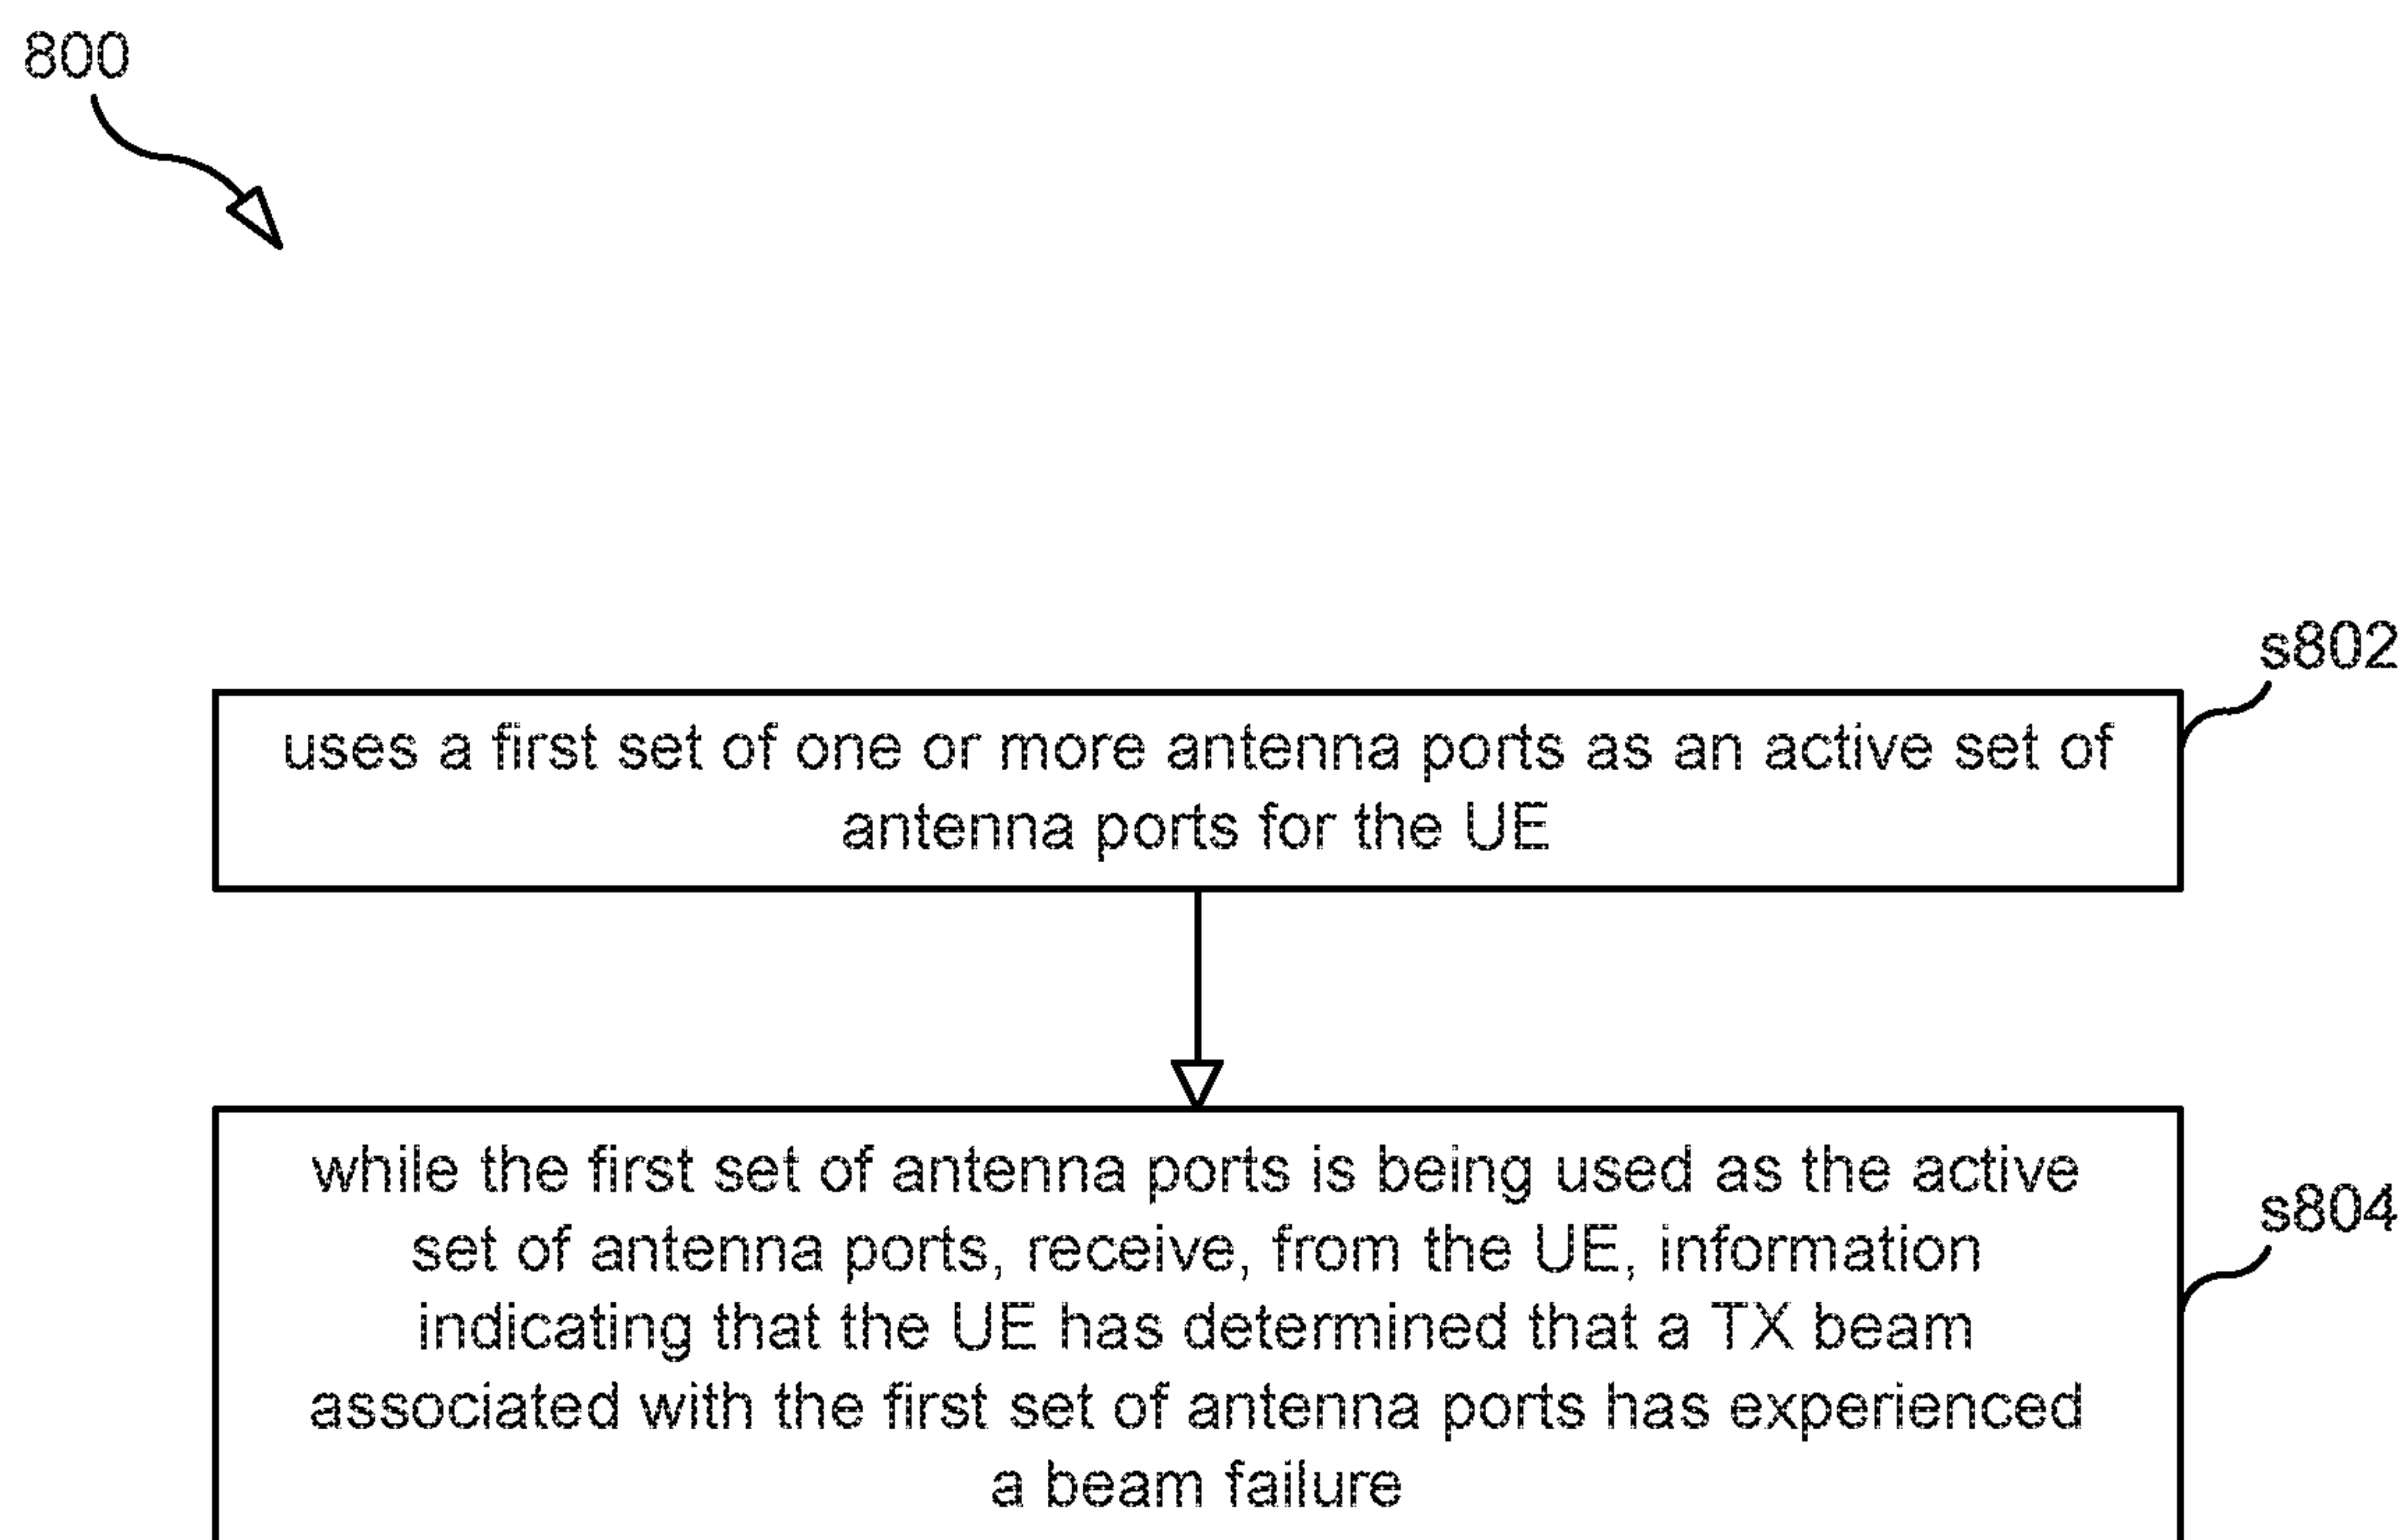 800
s802
uses a first set of one or more antenna ports as an active set of
antenna ports for the UE
s804
while the first set of antenna ports is being used as the active
set of antenna ports, receive, from the UE, information
indicating that the UE has determined that a TX beam
associated with the first set of antenna ports has experienced
a beam failure